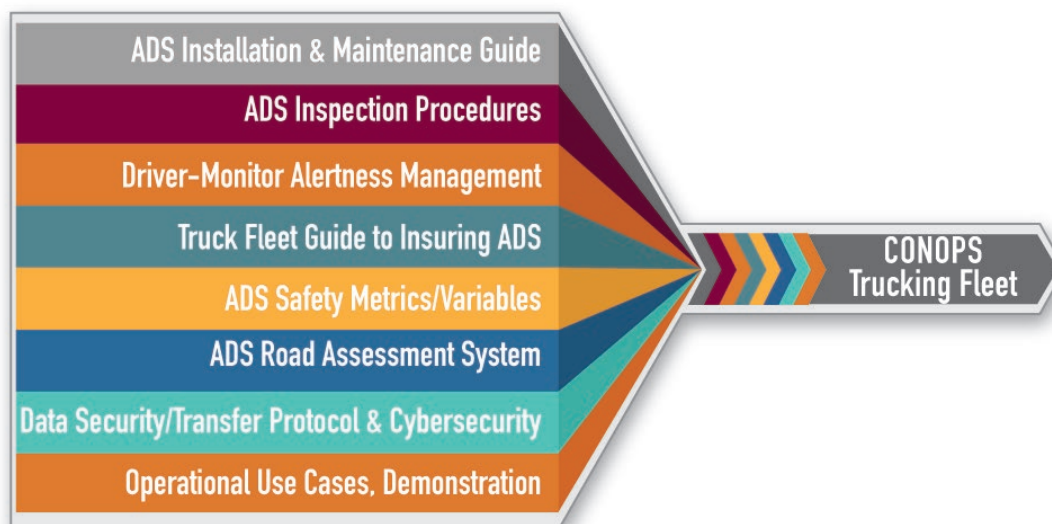 ADS Installation & Maintenance Guide
ADS Inspection Procedures
Driver-Monitor Alertness Management
Truck Fleet Guide to Insuring ADS
ADS Safety Metrics/Variables
ADS Road Assessment System
Data Security/Transfer Protocol & Cybersecurity
Operational Use Cases, Demonstration
CONOPS
Trucking Fleet